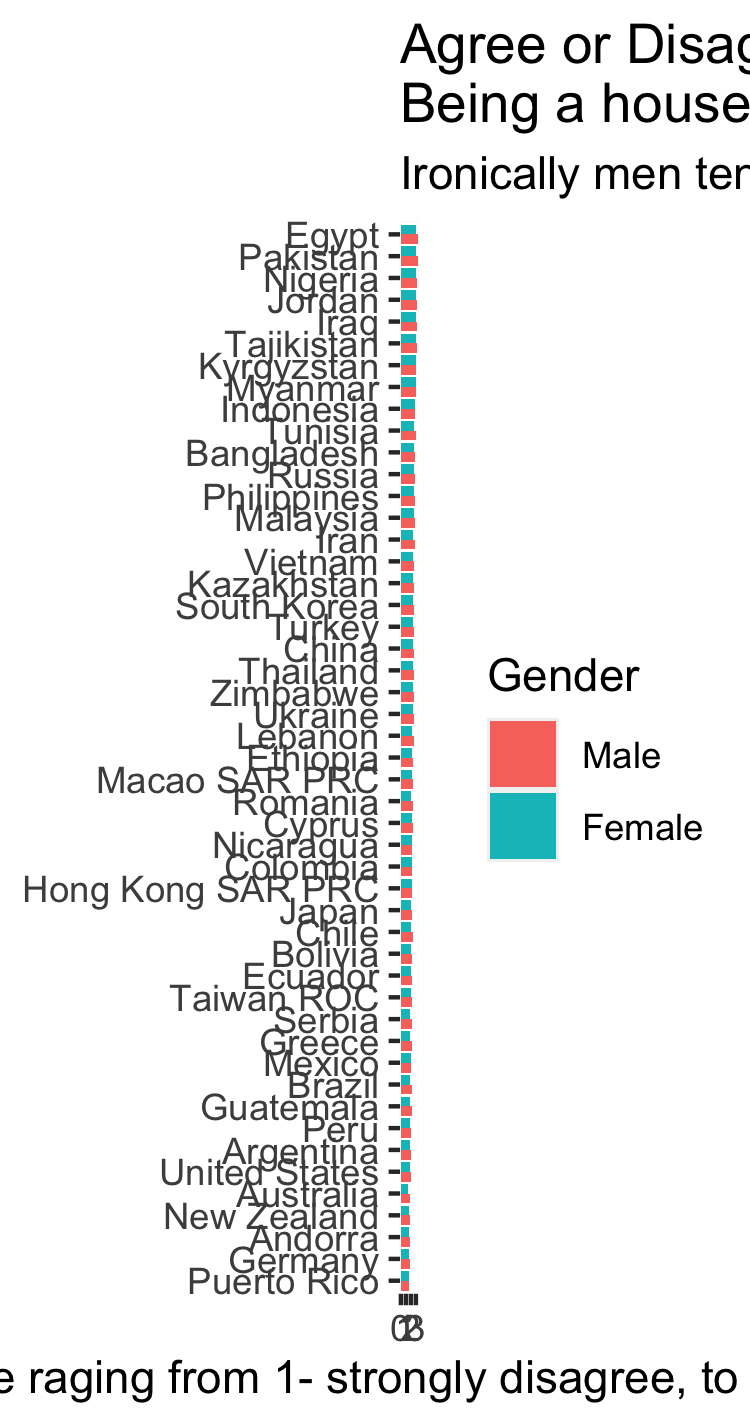 Agree or Disag
Being a house
Ironically men ten
Egypt
Pakistan
Nigeria
Jordan
Iraq
Tajikistan
Kyrgyzstan
Myanmar
Indonesia
Tunisia
Bangladesh
Russia
Philippines
Malaysia
Iran
Vietnam
Kazakhstan
South Korea
Turkey
China
Thailand
Zimbabwe
Ukraine
Lebanon
Ethiopia
Macao SAR PRC
Romania
Cyprus
Nicaragua
Colombia
Hong Kong SAR PRC
Japan
Chile
Bolivia
Ecuador
Taiwan ROC
Serbia
Greece
Mexico
Brazil
Guatemala
Peru
Argentina
United States
Australia
New Zealand
Andorra
Germany
Puerto Rico
Gender
Male
Female
0123
e raging from 1- strongly disagree, to